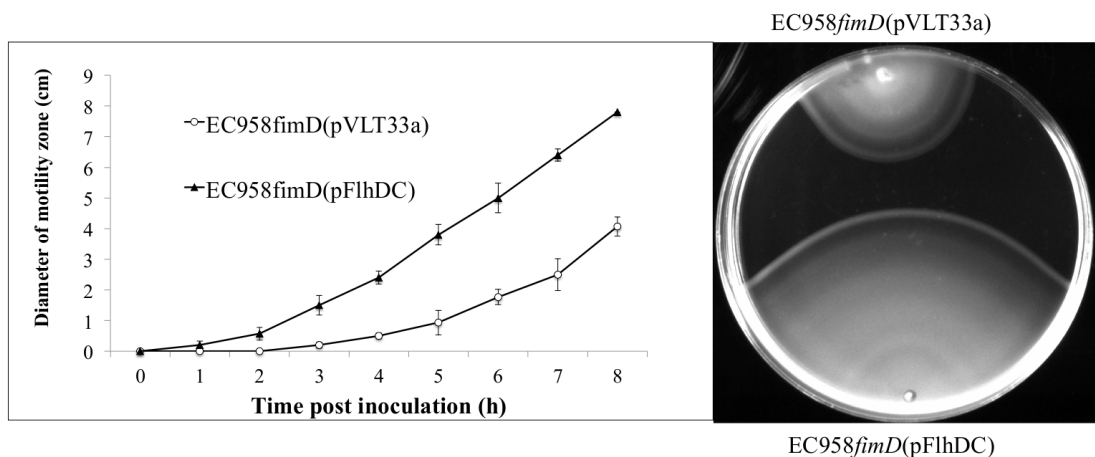 EC958fimD(pVLT33a)
9
8
7
6
5
4
3
2
1
0
Diameter of motility zone (cm)
EC958fimD(pVLT33a)
EC958fimD(pFlhDC)
0 1 2 3 4 5 6 7 8
Time post inoculation (h)
EC958fimD(pFlhDC)